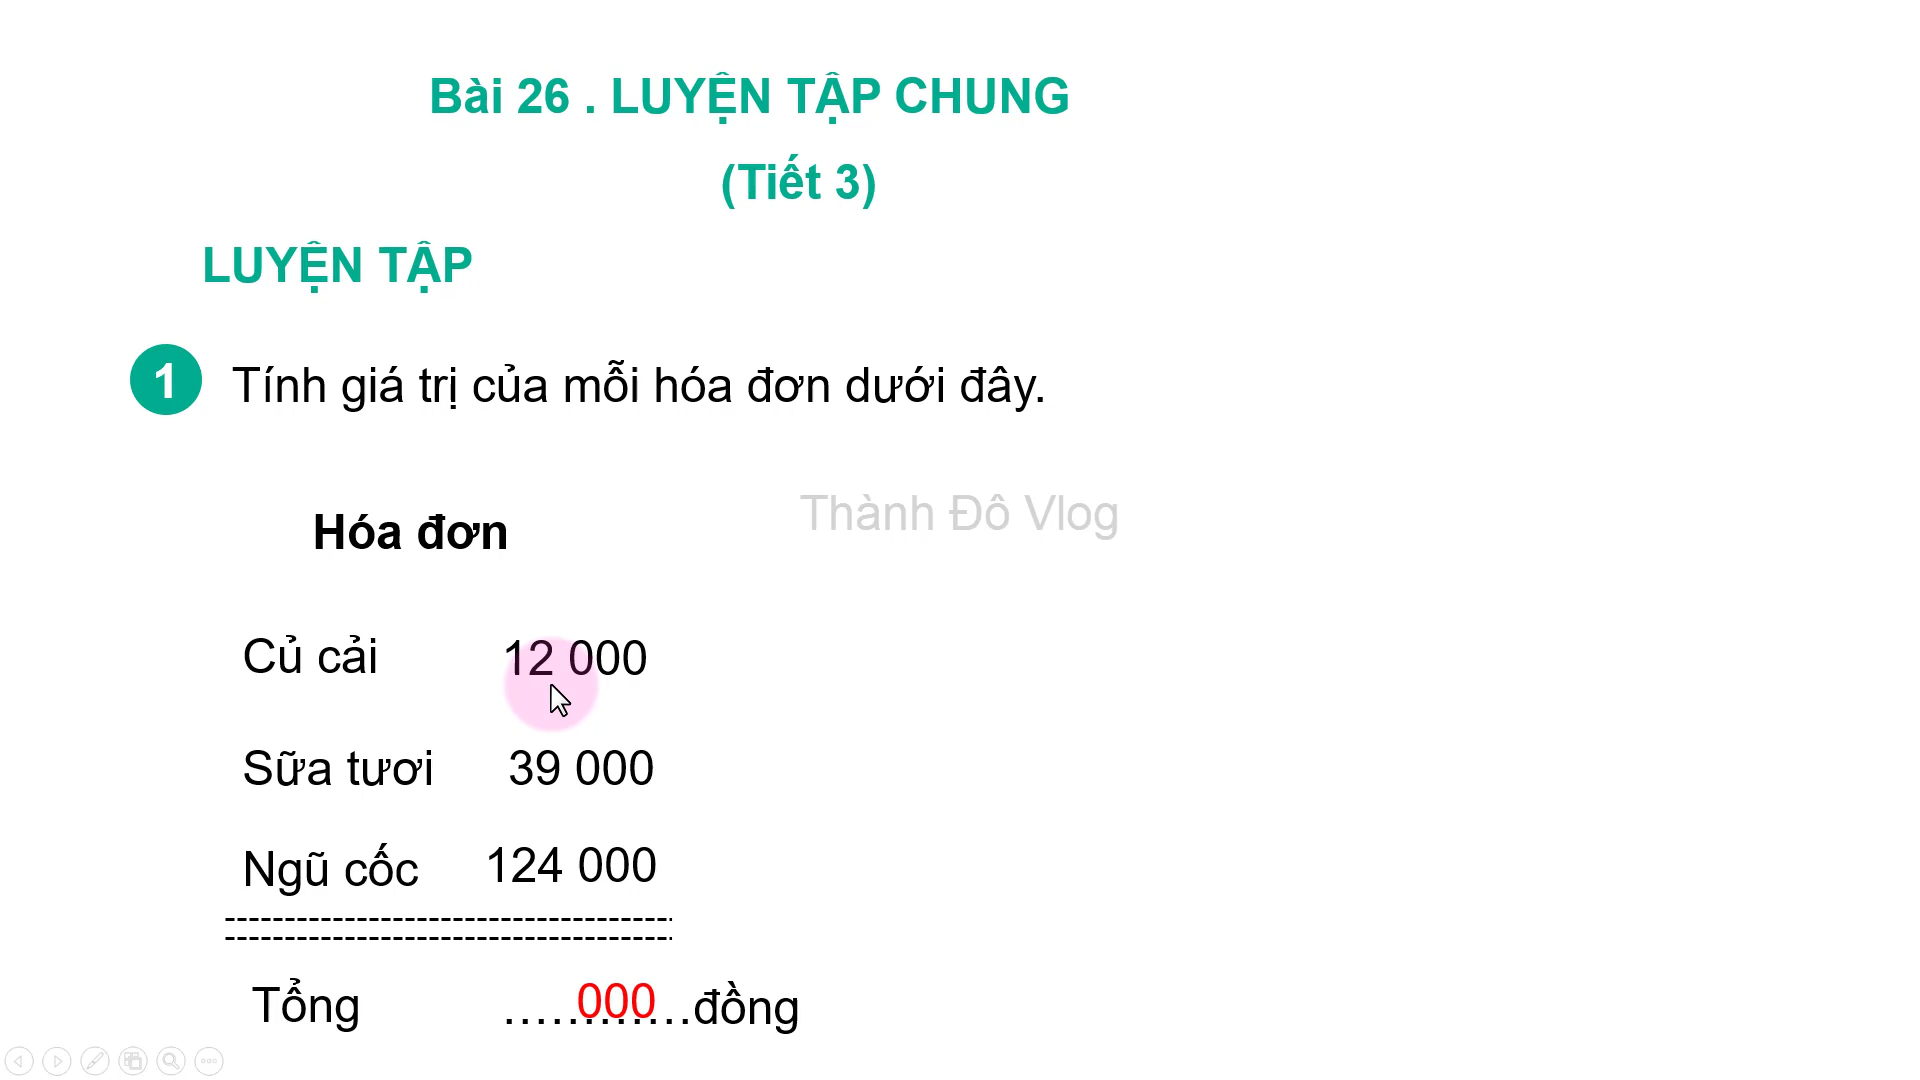 Bài 26 . LUYỆN TẬP CHUNG
(Tiết 3)
LUYỆN TẬP
1 Tính giá trị của mỗi hóa đơn dưới đây.
Thành Đô Vlog
Hóa đơn
Củ cải 12 000
Sữa tươi 39 000
Ngũ cốc 124 000
Tổng ............000 đồng